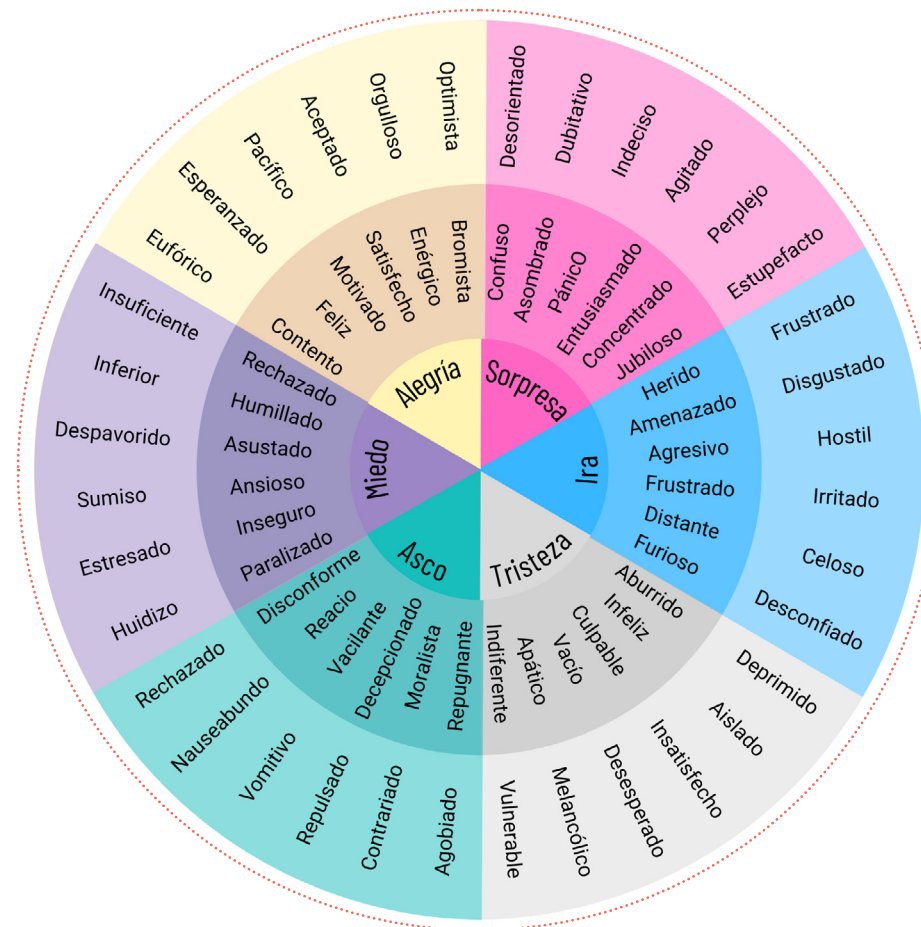 Alegría
Contento
Feliz
Motivado
Satisfecho
Enérgico
Bromista
Eufórico
Esperanzado
Pacífico
Aceptado
Orgulloso
Optimista
Sorpresa
Confuso
Asombrado
PánicO
Entusiasmado
Concentrado
Jubiloso
Desorientado
Dubitativo
Indeciso
Agitado
Perplejo
Estupefacto
Ira
Herido
Amenazado
Agresivo
Frustrado
Distante
Furioso
Frustrado
Disgustado
Hostil
Irritado
Celoso
Desconfiado
Tristeza
Aburrido
Infeliz
Culpable
Vacío
Apático
Indiferente
Deprimido
Aislado
Insatisfecho
Desesperado
Melancólico
Vulnerable
Asco
Repugnante
Moralista
Decepcionado
Vacilante
Reacio
Disconforme
Agobiado
Contrariado
Repulsado
Vomitivo
Nauseabundo
Rechazado
Miedo
Paralizado
Inseguro
Ansioso
Asustado
Humillado
Rechazado
Huidizo
Estresado
Sumiso
Despavorido
Inferior
Insuficiente